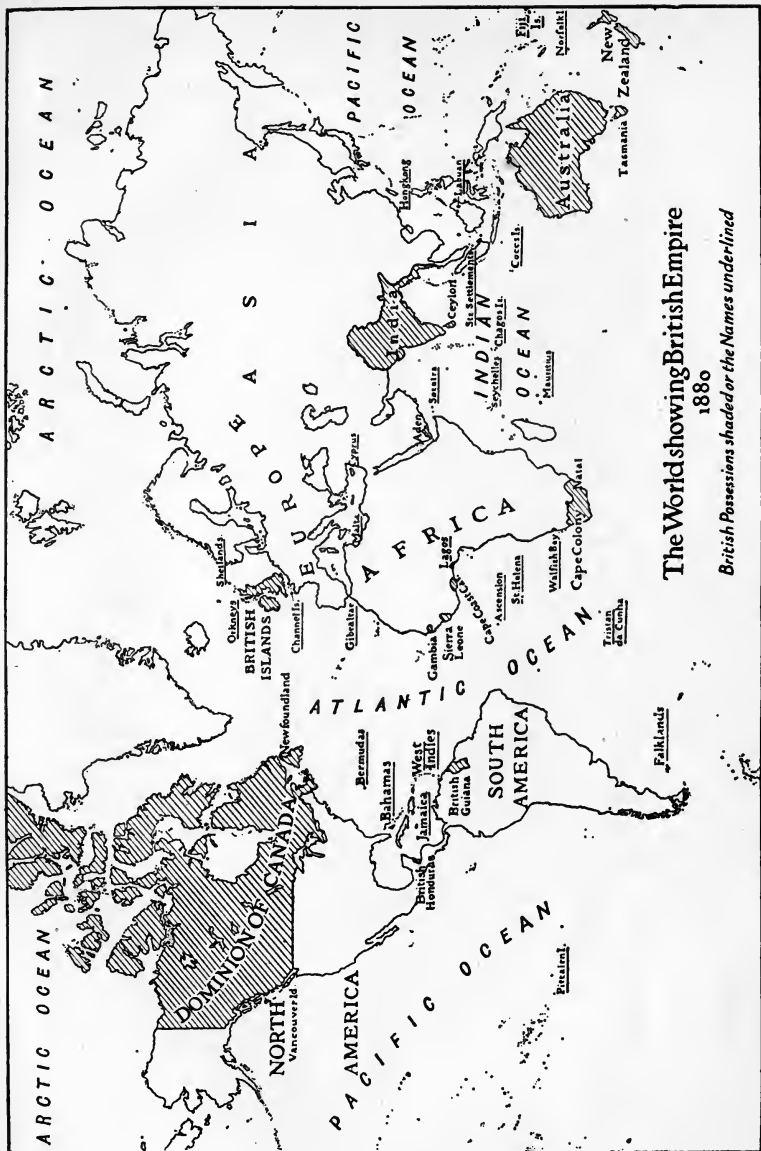 ARCTIC OCEAN
ARCTIC OCEAN
DOMINION OF CANADA
NORTH
AMERICA
Vancouver Id
Newfoundland
Bermudas
Bahamas
West
Indies
Jamaica
British
Honduras
British
Guiana
SOUTH
AMERICA
Falklands
Pitcairn I.
PACIFIC OCEAN
ATLANTIC OCEAN
Shetlands
Orkneys
BRITISH
ISLANDS
Channel Is.
Gibraltar
Malta
Cyprus
EUROPE
ASIA
AFRICA
Gambia
Sierra
Leone
Cape Coast Cas.
Lagos
Ascension
St. Helena
Walfish Bay
Cape Colony
Natal
Tristan
da Cunha
Aden
Socotra
India
Ceylon
Sts Settlements
INDIAN
OCEAN
Seychelles
Chagos Is.
Mauritius
Cocos Is.
Hongkong
Labuan
PACIFIC
OCEAN
Australia
Tasmania
New
Zealand
Fiji
Is.
Norfolk I
The World showing British Empire
1880
British Possessions shaded or the Names underlined